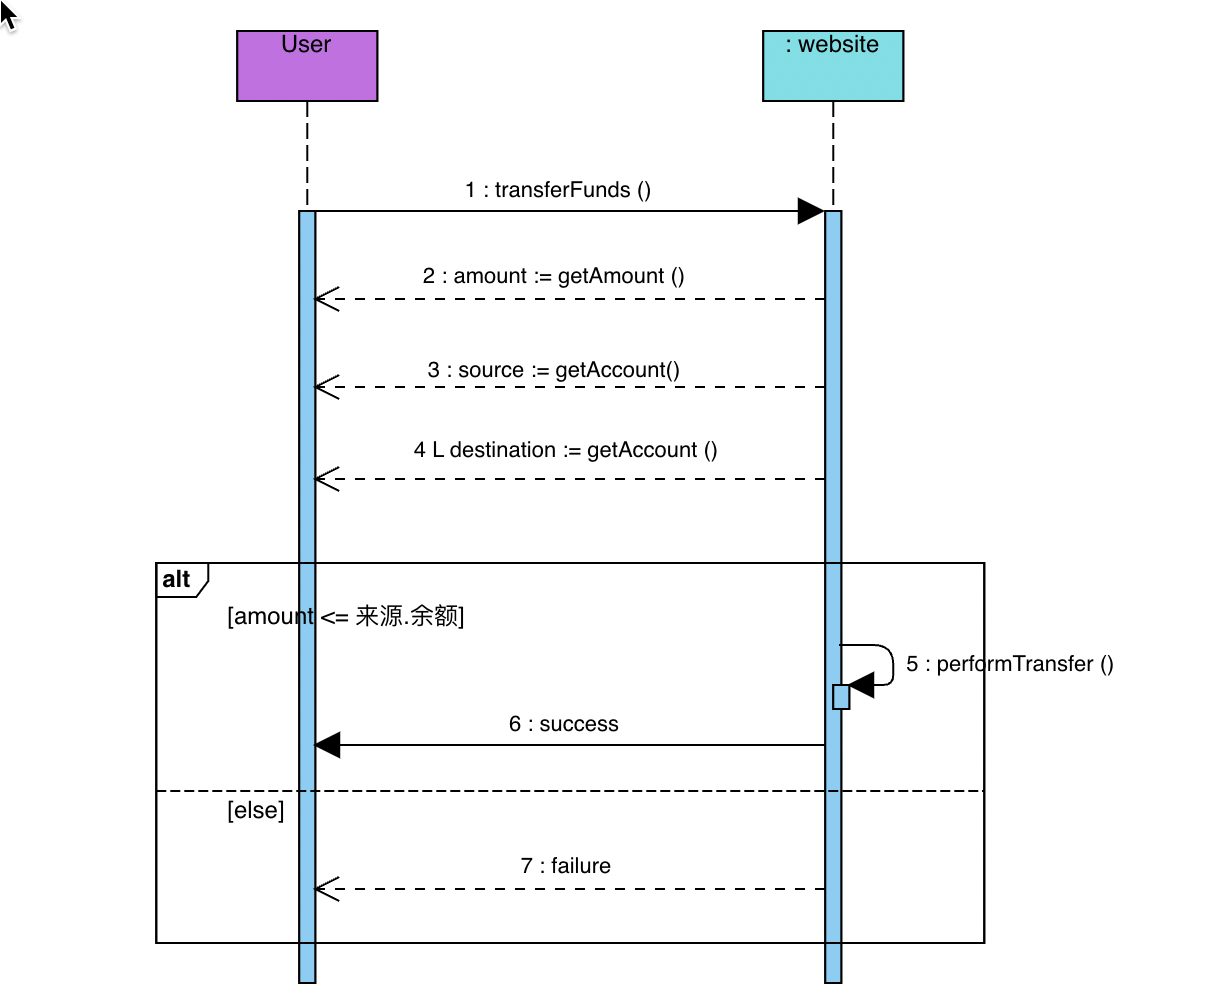 User
: website
1 : transferFunds ()
2 : amount := getAmount ()
3 : source := getAccount()
4 L destination := getAccount ()
alt
[amount <= 来源.余额]
5 : performTransfer ()
6 : success
[else]
7 : failure